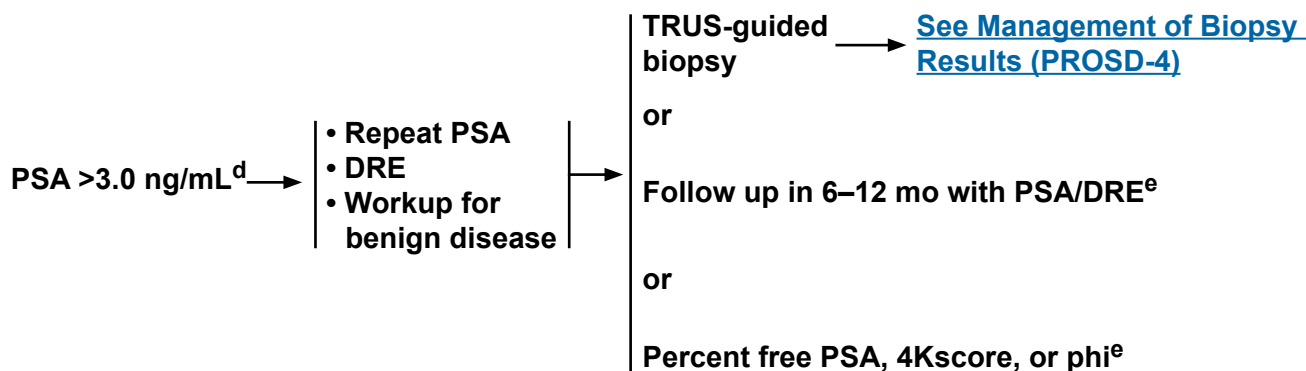 PSA >3.0 ng/mLd
• Repeat PSA
• DRE
• Workup for
benign disease
TRUS-guided
biopsy
See Management of Biopsy
Results (PROSD-4)
or
Follow up in 6–12 mo with PSA/DREe
or
Percent free PSA, 4Kscore, or phie